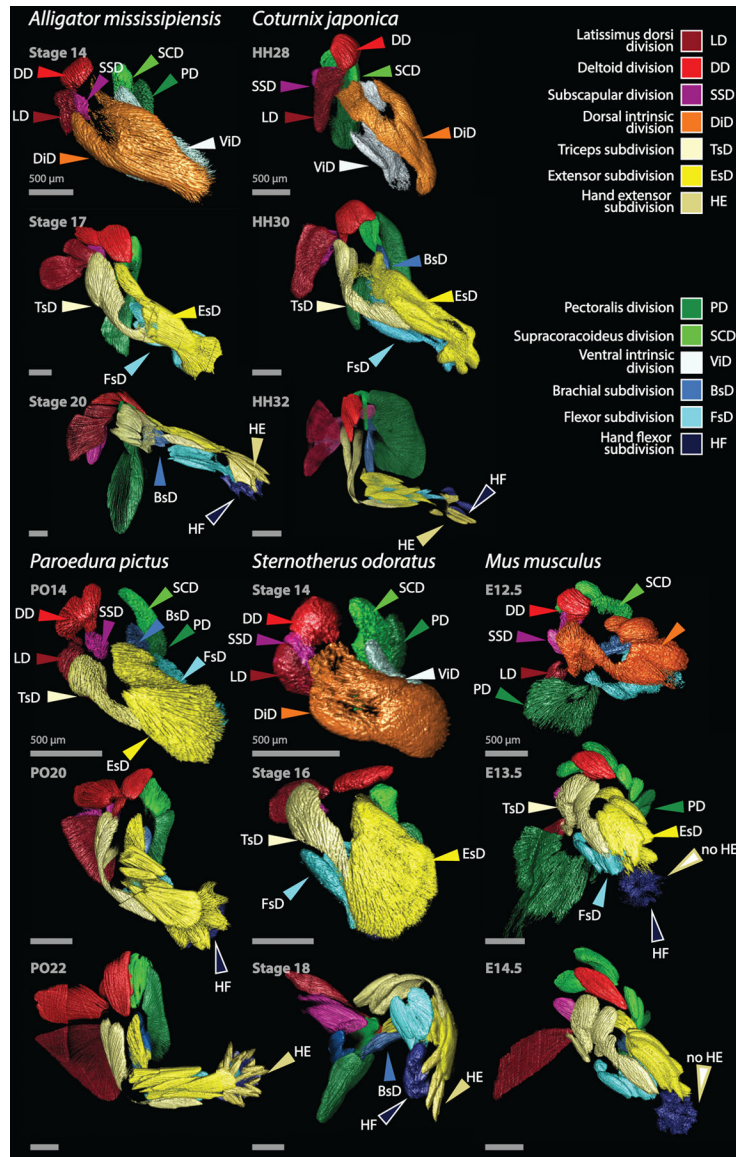 Alligator mississipiensis
Stage 14
DD
SSD
SCD
PD
LD
DiD
ViD
500 µm
Coturnix japonica
HH28
DD
SSD
SCD
LD
DiD
ViD
500 µm
Latissimus dorsi
division
LD
Deltoid division
DD
Subscapular division
SSD
Dorsal intrinsic
division
DiD
Triceps subdivision
TsD
Extensor subdivision
EsD
Hand extensor
subdivision
HE
Stage 17
TsD
EsD
FsD
HH30
BsD
TsD
EsD
FsD
Pectoralis division
PD
Supracoracoideus division
SCD
Ventral intrinsic
division
ViD
Brachial subdivision
BsD
Flexor subdivision
FsD
Hand flexor
subdivision
HF
Stage 20
HE
BsD
HF
HH32
HF
HE
Paroedura pictus
PO14
SCD
DD
SSD
BsD
PD
LD
FsD
TsD
500 µm
EsD
Sternotherus odoratus
Stage 14
SCD
SSD
PD
LD
ViD
DiD
500 µm
Mus musculus
E12.5
SCD
DD
SSD
LD
PD
500 µm
PO20
HF
Stage 16
TsD
EsD
FsD
E13.5
TsD
PD
EsD
no HE
FsD
HF
PO22
HE
Stage 18
BsD
HF
HE
E14.5
no HE
HF